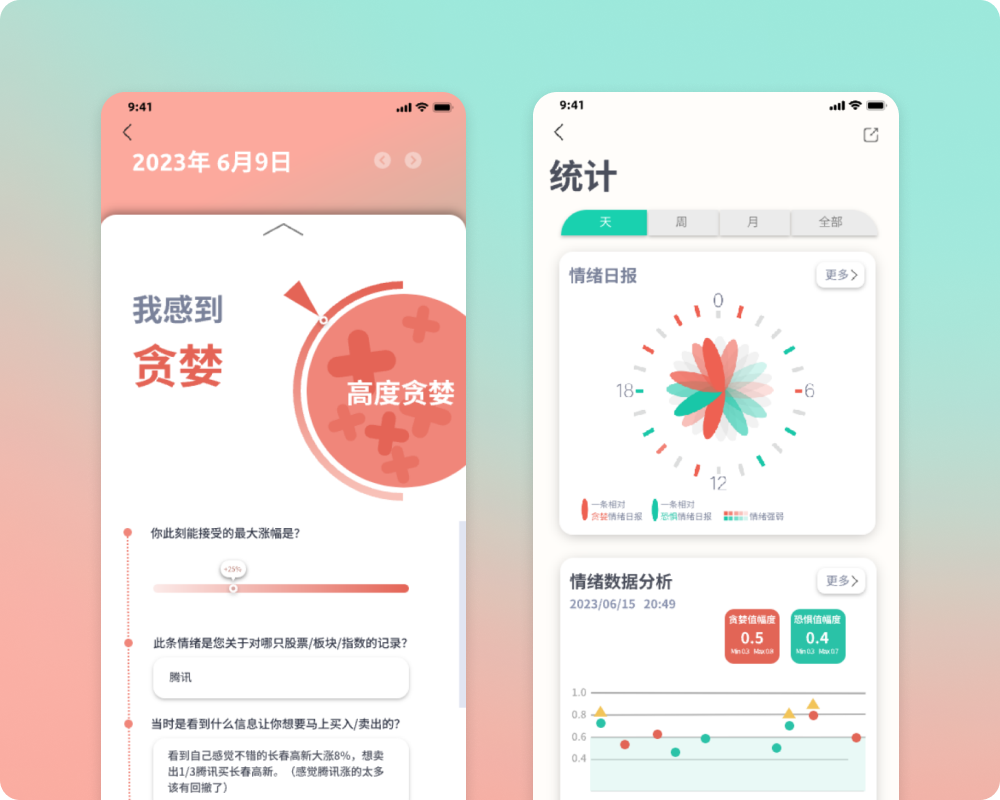 9:41
2023年 6月9日
我感到
贪婪
高度贪婪
你此刻能接受的最大涨幅是?
+25%
此条情绪是您关于对哪只股票/板块/指数的记录?
腾讯
当时是看到什么信息让你想要马上买入/卖出的?
看到自己感觉不错的长春高新大涨8%，想卖
出1/3腾讯买长春高新。（感觉腾讯涨的太多
该有回撤了）
9:41
统计
天 周 月 全部
情绪日报 更多
0
18 6
12
一条相对
贪婪情绪日报
一条相对
恐惧情绪日报
情绪强弱
情绪数据分析 更多
2023/06/15 20:49
贪婪值幅度
0.5
Min 0.3 Max 0.8
恐惧值幅度
0.4
Min 0.3 Max 0.7
1.0
0.8
0.6
0.4